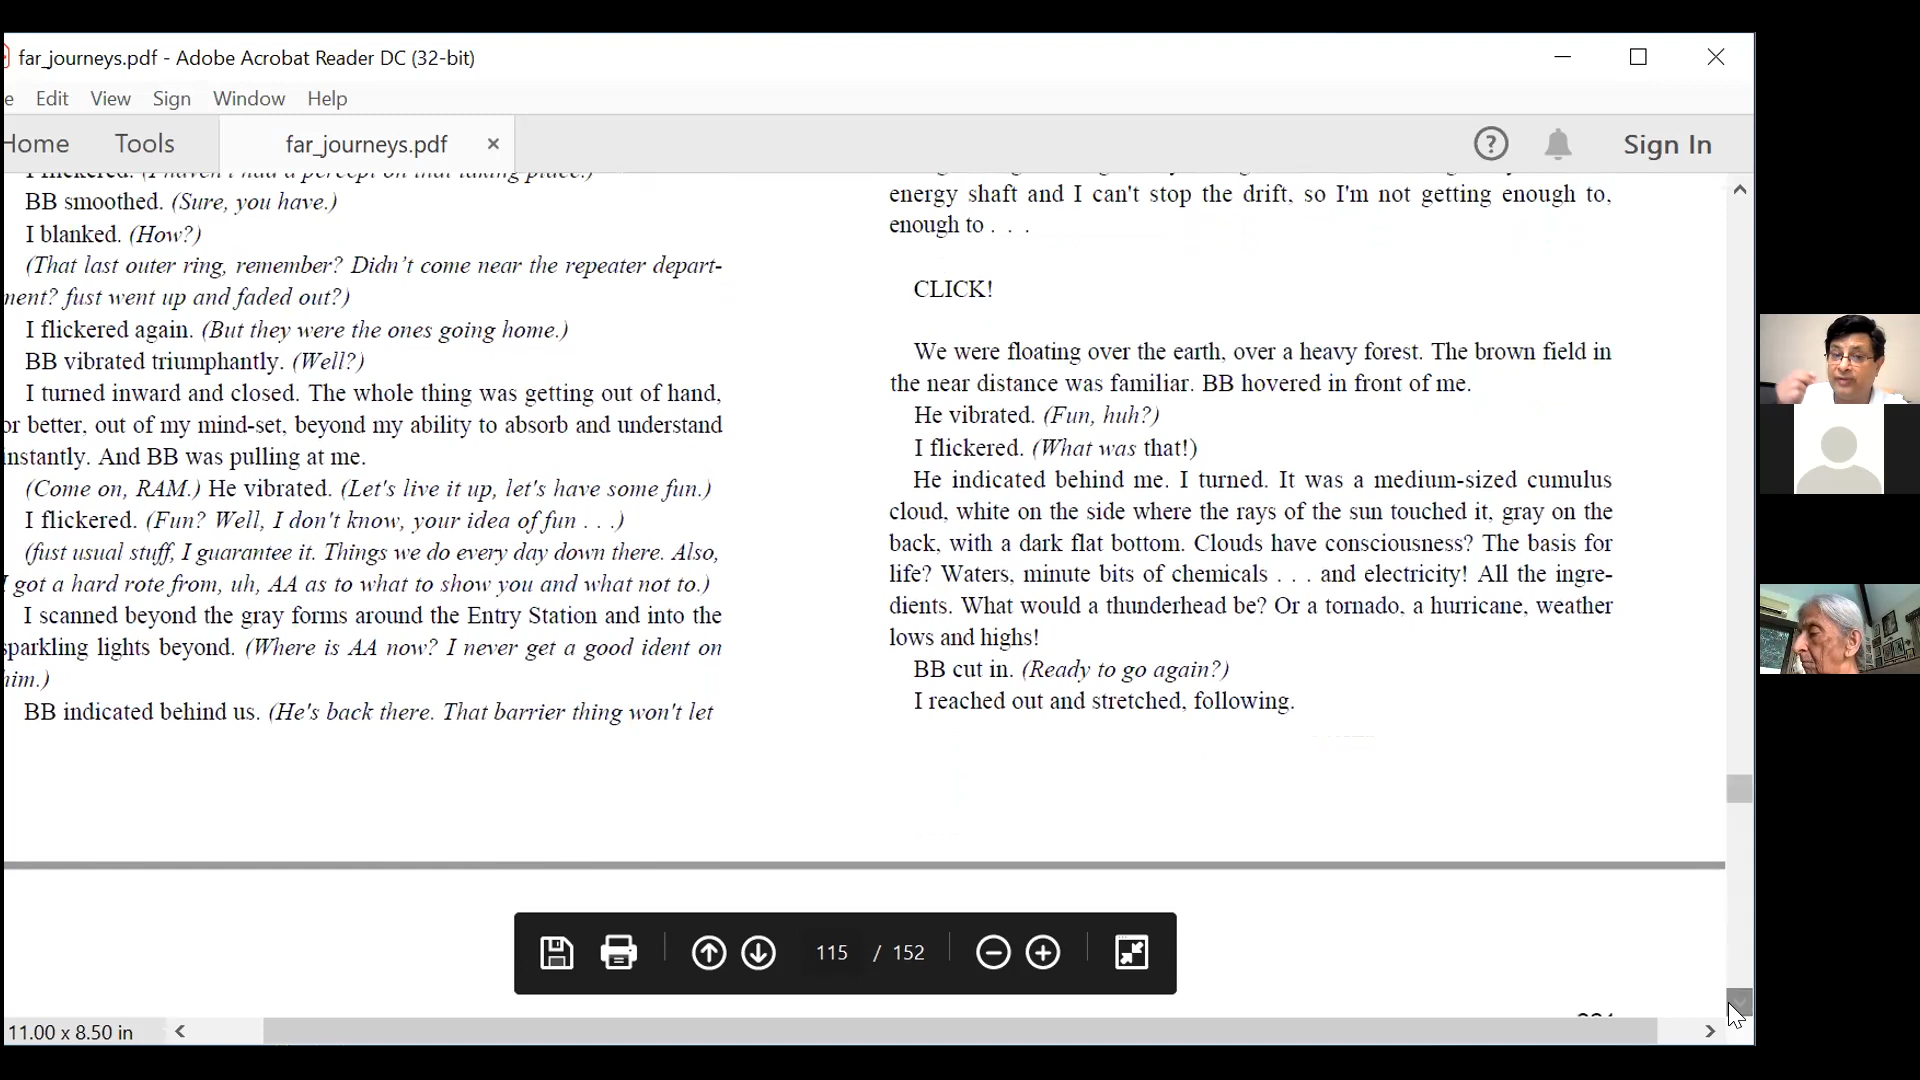 far_journeys.pdf - Adobe Acrobat Reader DC (32-bit)
e Edit View Sign Window Help
Home Tools far_journeys.pdf × ? Sign In
I flickered. (I haven't had a percept on that taking place.)
BB smoothed. (Sure, you have.)
I blanked. (How?)
(That last outer ring, remember? Didn't come near the repeater depart-
ment? fust went up and faded out?)
I flickered again. (But they were the ones going home.)
BB vibrated triumphantly. (Well?)
I turned inward and closed. The whole thing was getting out of hand,
or better, out of my mind-set, beyond my ability to absorb and understand
instantly. And BB was pulling at me.
(Come on, RAM.) He vibrated. (Let's live it up, let's have some fun.)
I flickered. (Fun? Well, I don't know, your idea of fun . . .)
(fust usual stuff, I guarantee it. Things we do every day down there. Also,
I got a hard rote from, uh, AA as to what to show you and what not to.)
I scanned beyond the gray forms around the Entry Station and into the
sparkling lights beyond. (Where is AA now? I never get a good ident on
him.)
BB indicated behind us. (He's back there. That barrier thing won't let
energy shaft and I can't stop the drift, so I'm not getting enough to,
enough to . . .
CLICK!
We were floating over the earth, over a heavy forest. The brown field in
the near distance was familiar. BB hovered in front of me.
He vibrated. (Fun, huh?)
I flickered. (What was that!)
He indicated behind me. I turned. It was a medium-sized cumulus
cloud, white on the side where the rays of the sun touched it, gray on the
back, with a dark flat bottom. Clouds have consciousness? The basis for
life? Waters, minute bits of chemicals . . . and electricity! All the ingre-
dients. What would a thunderhead be? Or a tornado, a hurricane, weather
lows and highs!
BB cut in. (Ready to go again?)
I reached out and stretched, following.
115 / 152
11.00 x 8.50 in